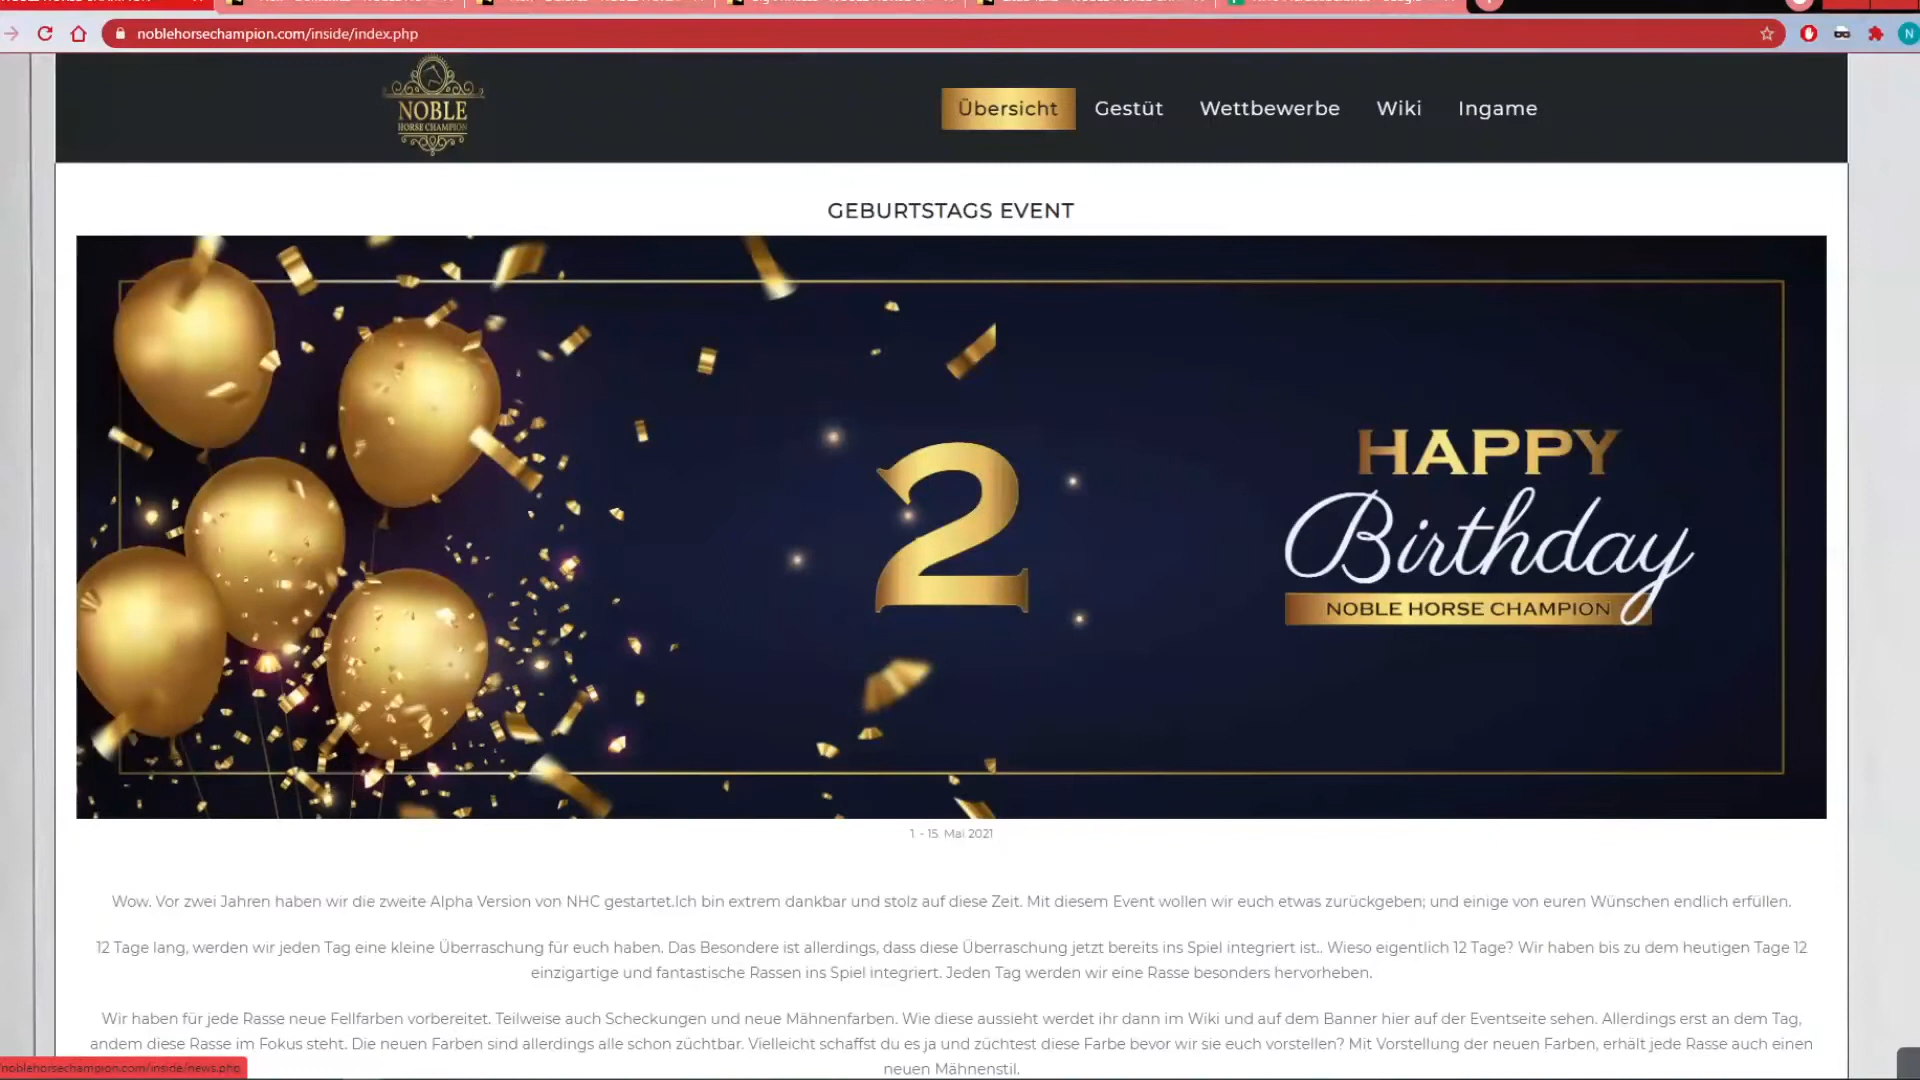 noblehorsechampion.com/inside/index.php
N
NOBLE
HORSE CHAMPION
Übersicht Gestüt Wettbewerbe Wiki Ingame
GEBURTSTAGS EVENT
2
HAPPY
Birthday
NOBLE HORSE CHAMPION
1. - 15. Mai 2021
Wow. Vor zwei Jahren haben wir die zweite Alpha Version von NHC gestartet.Ich bin extrem dankbar und stolz auf diese Zeit. Mit diesem Event wollen wir euch etwas zurückgeben; und einige von euren Wünschen endlich erfüllen.
12 Tage lang, werden wir jeden Tag eine kleine Überraschung für euch haben. Das Besondere ist allerdings, dass diese Überraschung jetzt bereits ins Spiel integriert ist.. Wieso eigentlich 12 Tage? Wir haben bis zu dem heutigen Tage 12
einzigartige und fantastische Rassen ins Spiel integriert. Jeden Tag werden wir eine Rasse besonders hervorheben.
Wir haben für jede Rasse neue Fellfarben vorbereitet. Teilweise auch Scheckungen und neue Mähnenfarben. Wie diese aussieht werdet ihr dann im Wiki und auf dem Banner hier auf der Eventseite sehen. Allerdings erst an dem Tag,
andem diese Rasse im Fokus steht. Die neuen Farben sind allerdings alle schon züchtbar. Vielleicht schaffst du es ja und züchtest diese Farbe bevor wir sie euch vorstellen? Mit Vorstellung der neuen Farben, erhält jede Rasse auch einen
neuen Mähnenstil.
noblehorsechampion.com/inside/news.php